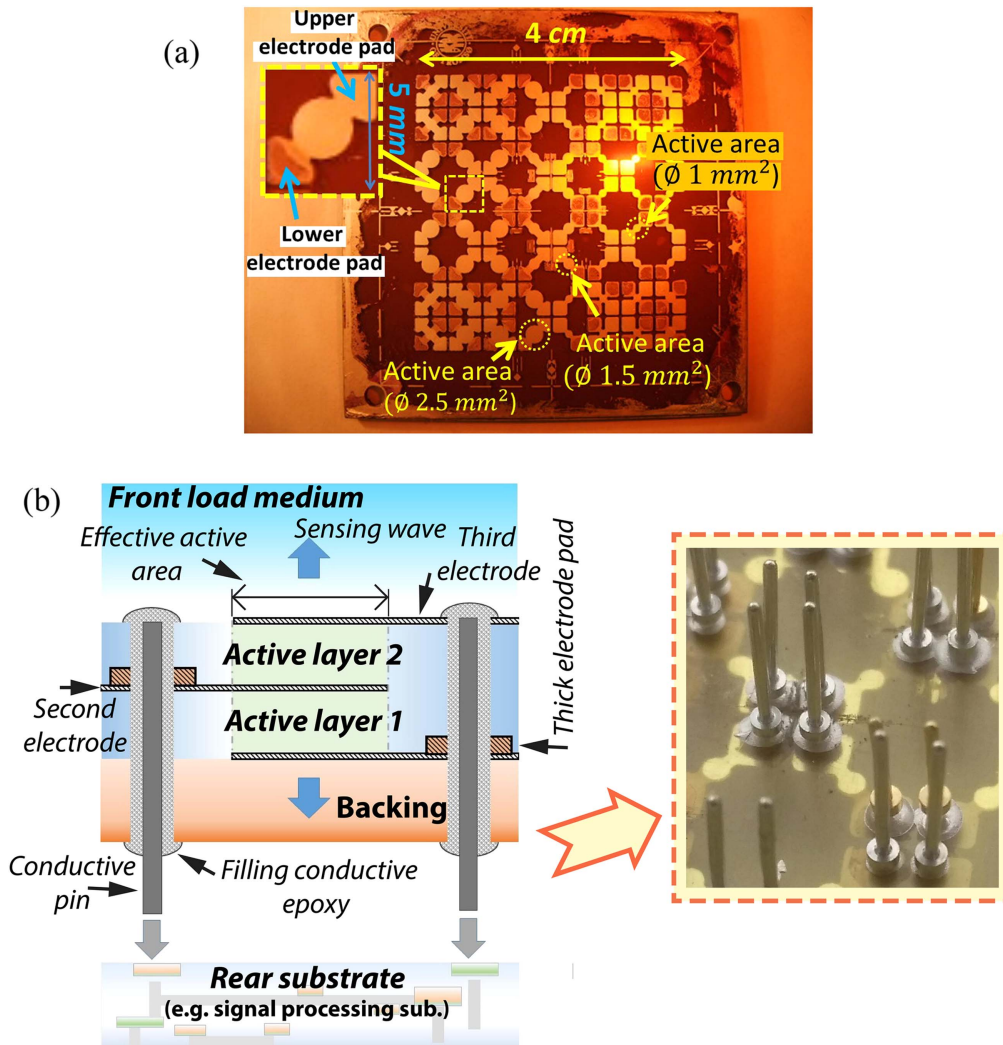 (a)
Upper
electrode pad
4 cm
5 mm
Active area
(Ø 1 mm²)
Lower
electrode pad
Active area
(Ø 1.5 mm²)
Active area
(Ø 2.5 mm²)
(b)
Front load medium
Effective active
area
Sensing wave
Third
electrode
Active layer 2
Second
electrode
Active layer 1
Thick electrode pad
Backing
Conductive
pin
Filling conductive
epoxy
Rear substrate
(e.g. signal processing sub.)